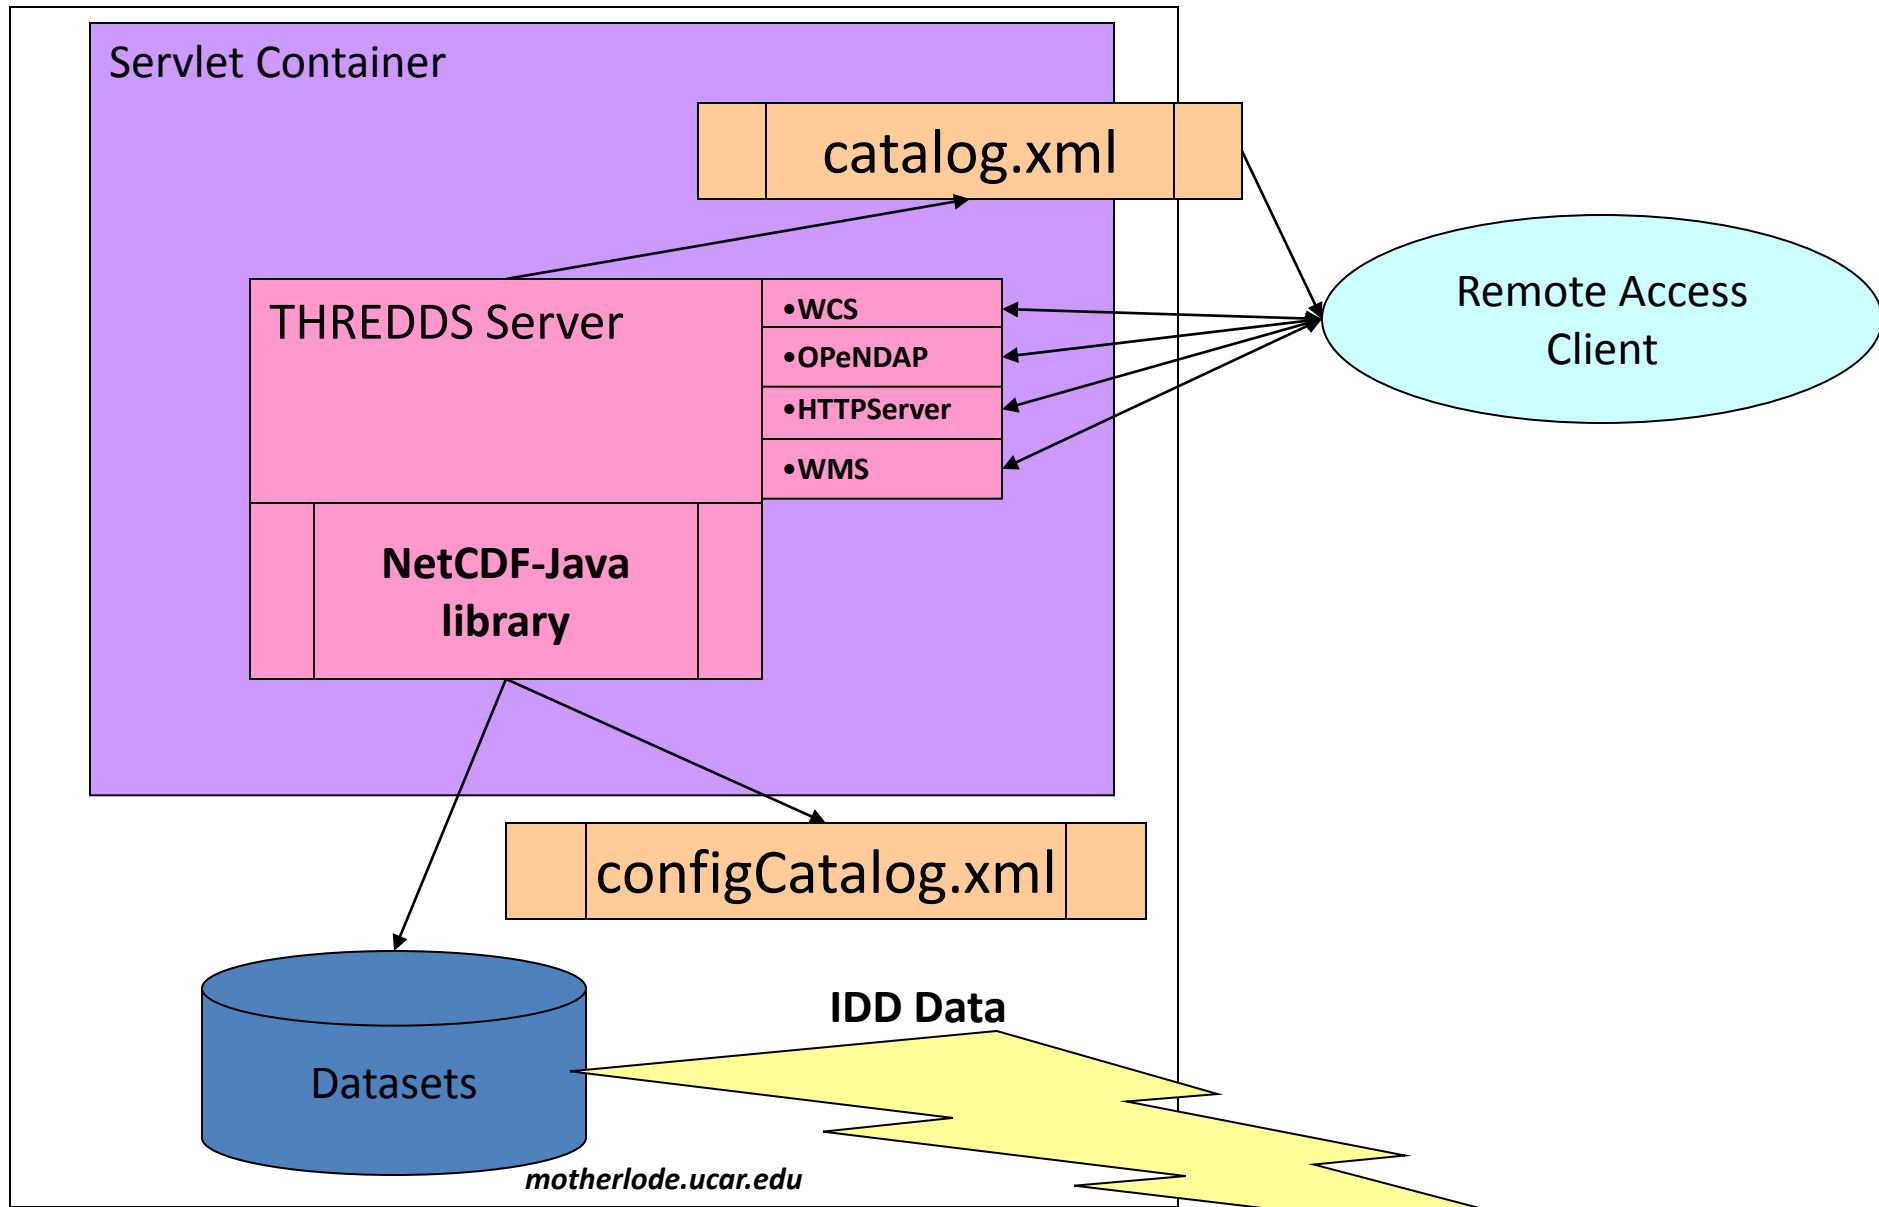 Servlet Container
catalog.xml
THREDDS Server
•WCS
•OPeNDAP
•HTTPServer
•WMS
Remote Access
Client
NetCDF-Java
library
configCatalog.xml
IDD Data
Datasets
motherlode.ucar.edu